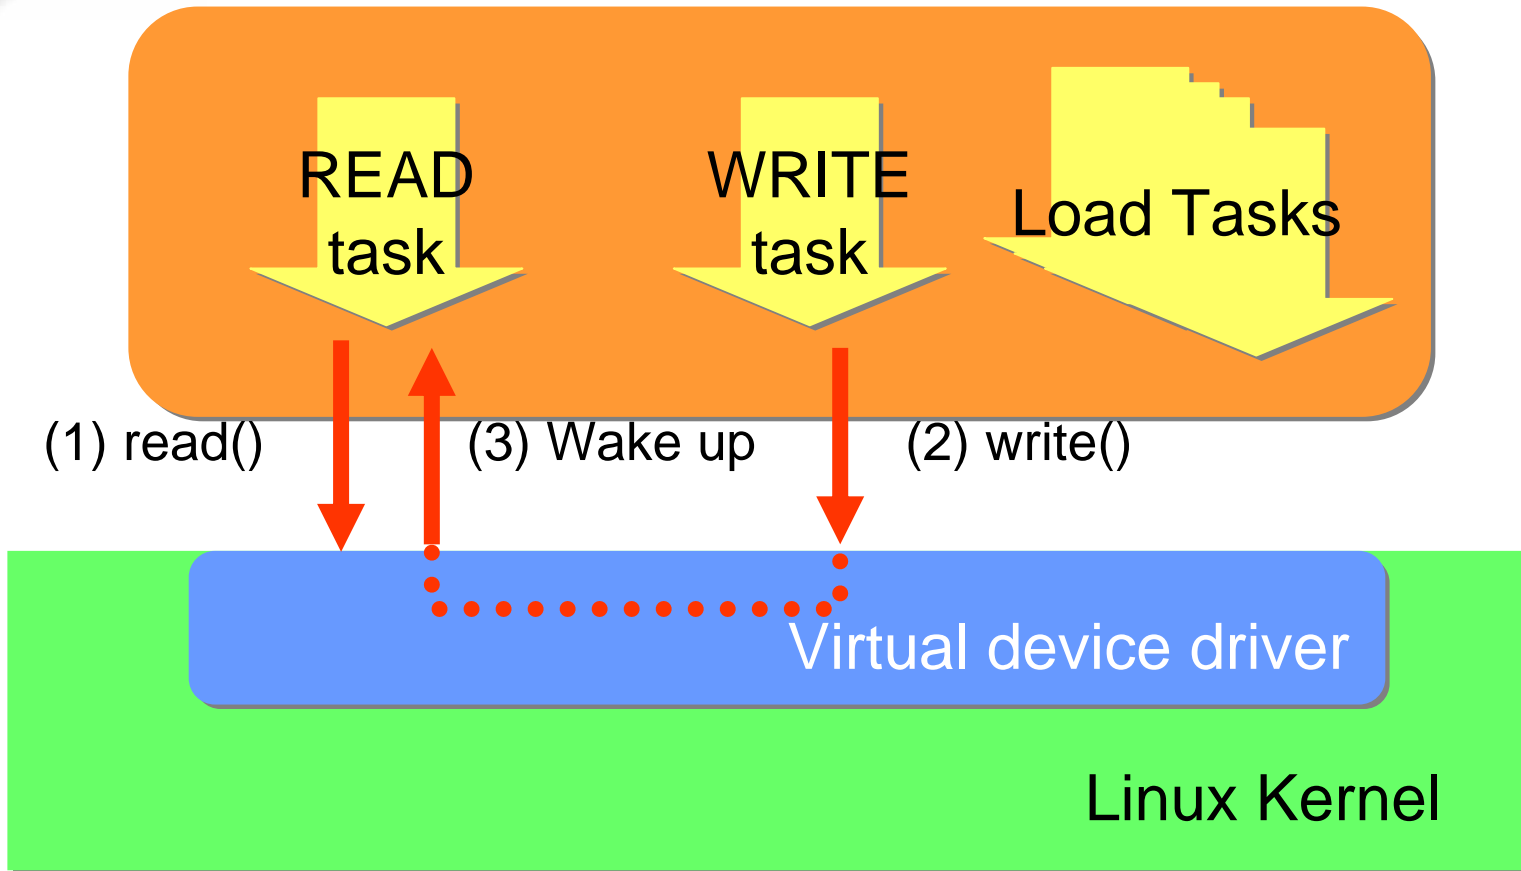 READ
task
WRITE
task
Load Tasks
(1) read()
(3) Wake up
(2) write()
Virtual device driver
Linux Kernel